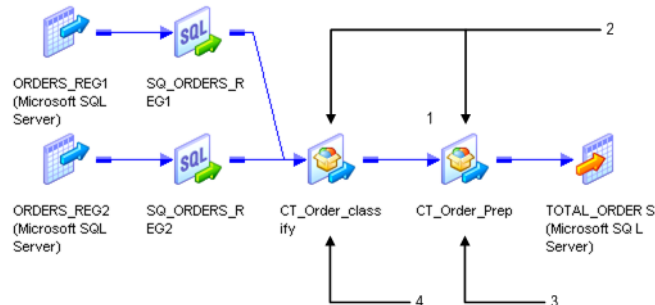 2
SQL
ORDERS_REG1
(Microsoft SQL
Server)
SQ_ORDERS_R
EG1
1
SQL
ORDERS_REG2
(Microsoft SQL
Server)
SQ_ORDERS_R
EG2
CT_Order_class
ify
CT_Order_Prep
TOTAL_ORDER S
(Microsoft SQ L
Server)
4
3